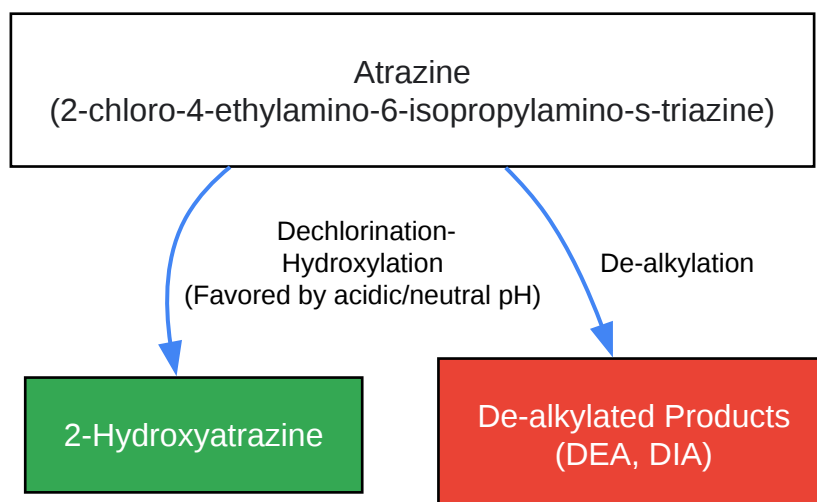 Atrazine
(2-chloro-4-ethylamino-6-isopropylamino-s-triazine)
Dechlorination-
Hydroxylation
(Favored by acidic/neutral pH)
De-alkylation
2-Hydroxyatrazine
De-alkylated Products
(DEA, DIA)